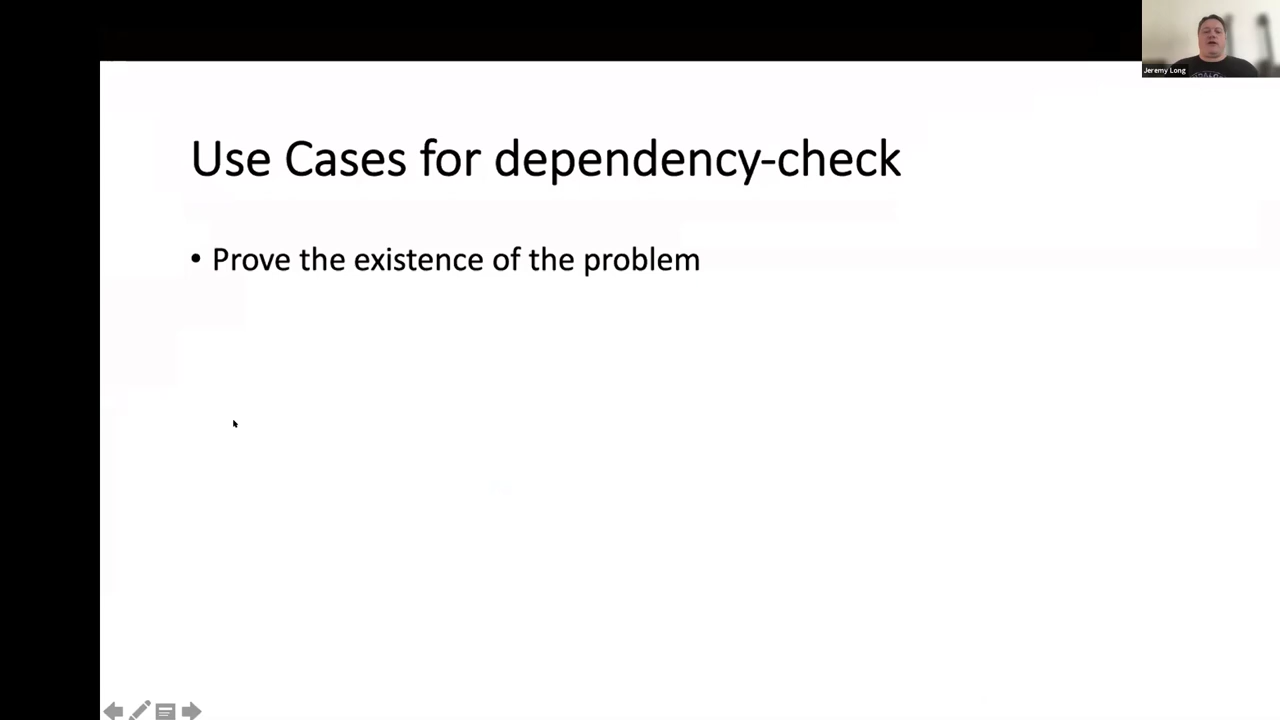 Jeremy Long
Use Cases for dependency-check
• Prove the existence of the problem